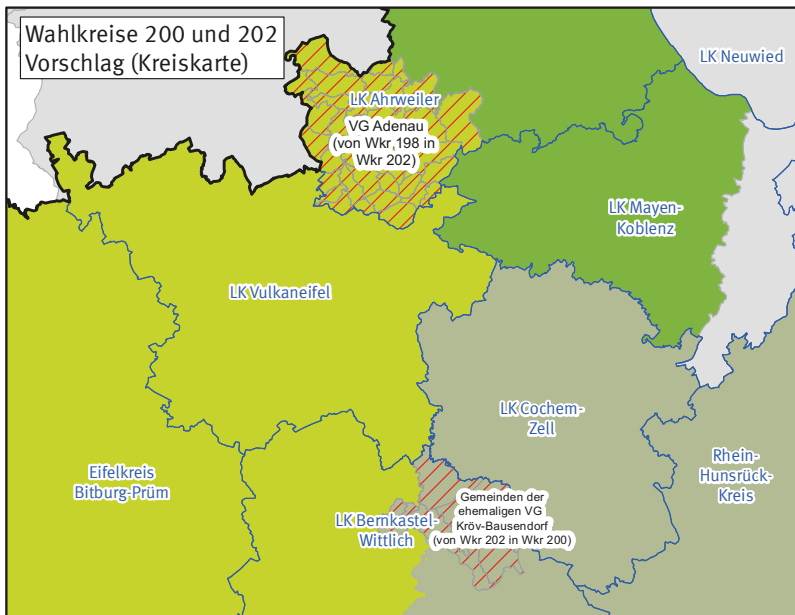 Wahlkreise 200 und 202
Vorschlag (Kreiskarte)
LK Neuwied
LK Ahrweiler
VG Adenau
(von Wkr 198 in
Wkr 202)
LK Mayen-
Koblenz
LK Vulkaneifel
LK Cochem-
Zell
Rhein-
Hunsrück-
Kreis
Eifelkreis
Bitburg-Prüm
LK Bernkastel-
Wittlich
Gemeinden der
ehemaligen VG
Kröv-Bausendorf
(von Wkr 202 in Wkr 200)